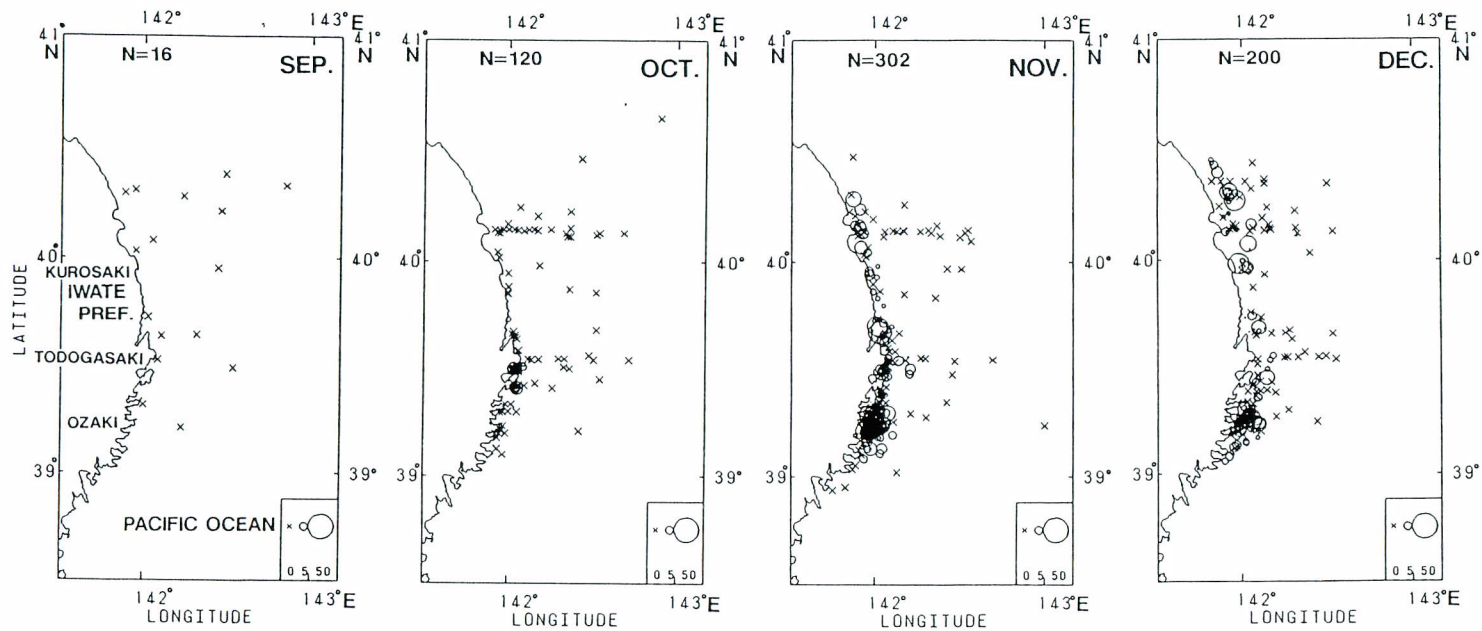 142° 143°E
41° N
41° N
N=16 SEP.
40°
40°
KUROSAKI
IWATE
PREF.
LATITUDE
TODOGASAKI
OZAKI
39°
39°
PACIFIC OCEAN
0 5 50
142° 143°E
LONGITUDE
142° 143°E
41° N
41° N
N=120 OCT.
40°
40°
39°
39°
0 5 50
142° 143°E
LONGITUDE
142° 143°E
41° N
41° N
N=302 NOV.
40°
40°
39°
39°
0 5 50
142° 143°E
LONGITUDE
142° 143°E
41° N
41° N
N=200 DEC.
40°
40°
39°
39°
0 5 50
142° 143°E
LONGITUDE